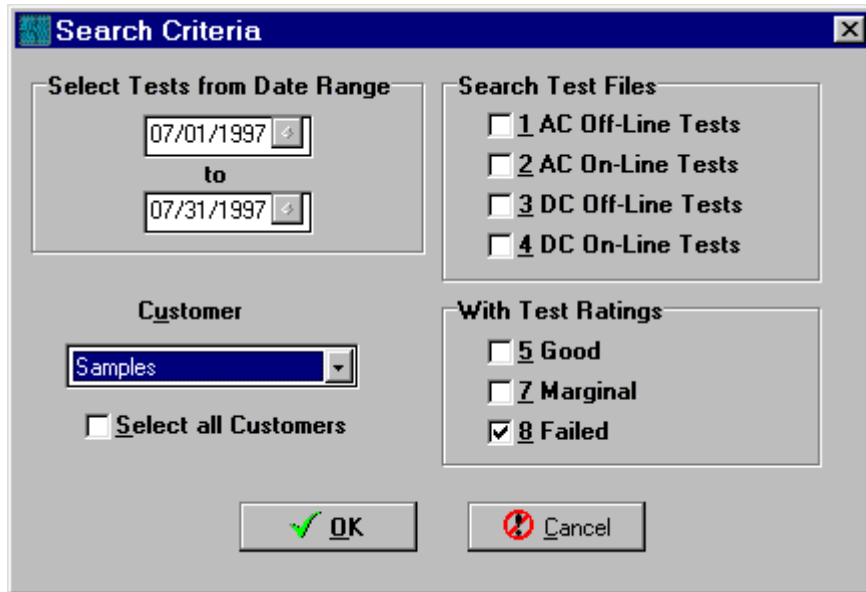 Search Criteria
Select Tests from Date Range
07/01/1997
to
07/31/1997
Search Test Files
1 AC Off-Line Tests
2 AC On-Line Tests
3 DC Off-Line Tests
4 DC On-Line Tests
Customer
Samples
Select all Customers
With Test Ratings
5 Good
7 Marginal
8 Failed
OK
Cancel